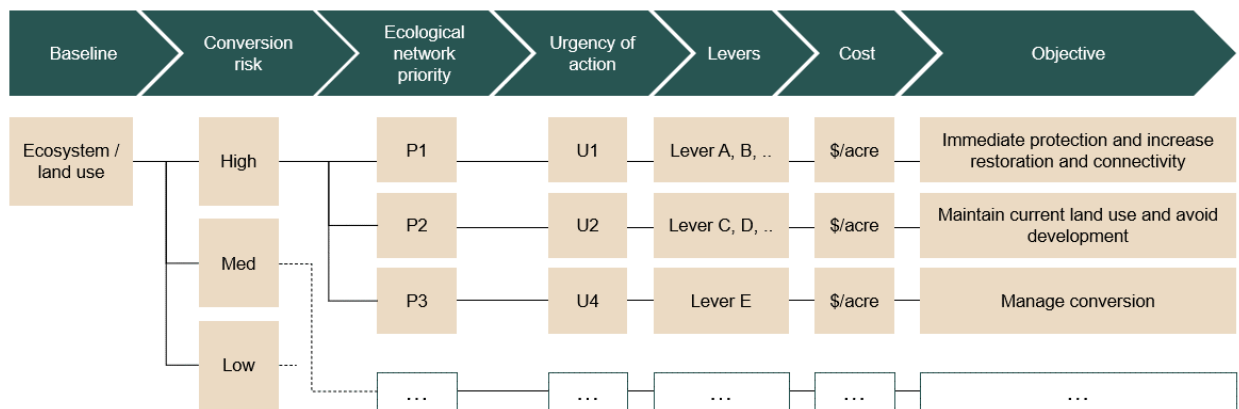 Baseline
Conversion
risk
Ecological
network
priority
Urgency of
action
Levers
Cost
Objective
Ecosystem /
land use
High
P1
U1
Lever A, B, ..
$/acre
Immediate protection and increase
restoration and connectivity
P2
U2
Lever C, D, ..
$/acre
Maintain current land use and avoid
development
Med
P3
U4
Lever E
$/acre
Manage conversion
Low
...
...
...
...
...